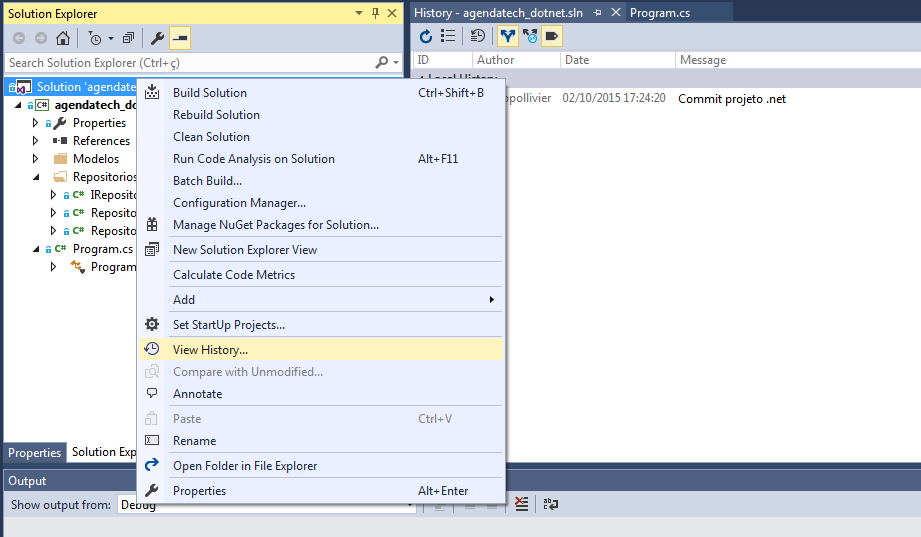 Solution Explorer
History - agendatech_dotnet.sln
Program.cs
Search Solution Explorer (Ctrl+ç)
ID Author Date Message
Solution 'agendate
Local History
agendatech_do
ppollivier 02/10/2015 17:24:20 Commit projeto .net
Properties
References
Modelos
Repositorios
IReposito
Reposito
Reposito
Program.cs
Program
Build Solution Ctrl+Shift+B
Rebuild Solution
Clean Solution
Run Code Analysis on Solution Alt+F11
Batch Build...
Configuration Manager...
Manage NuGet Packages for Solution...
New Solution Explorer View
Calculate Code Metrics
Add
Set StartUp Projects...
View History...
Compare with Unmodified...
Annotate
Paste Ctrl+V
Rename
Open Folder in File Explorer
Properties Alt+Enter
Properties Solution Exp
Output
Show output from: Debug